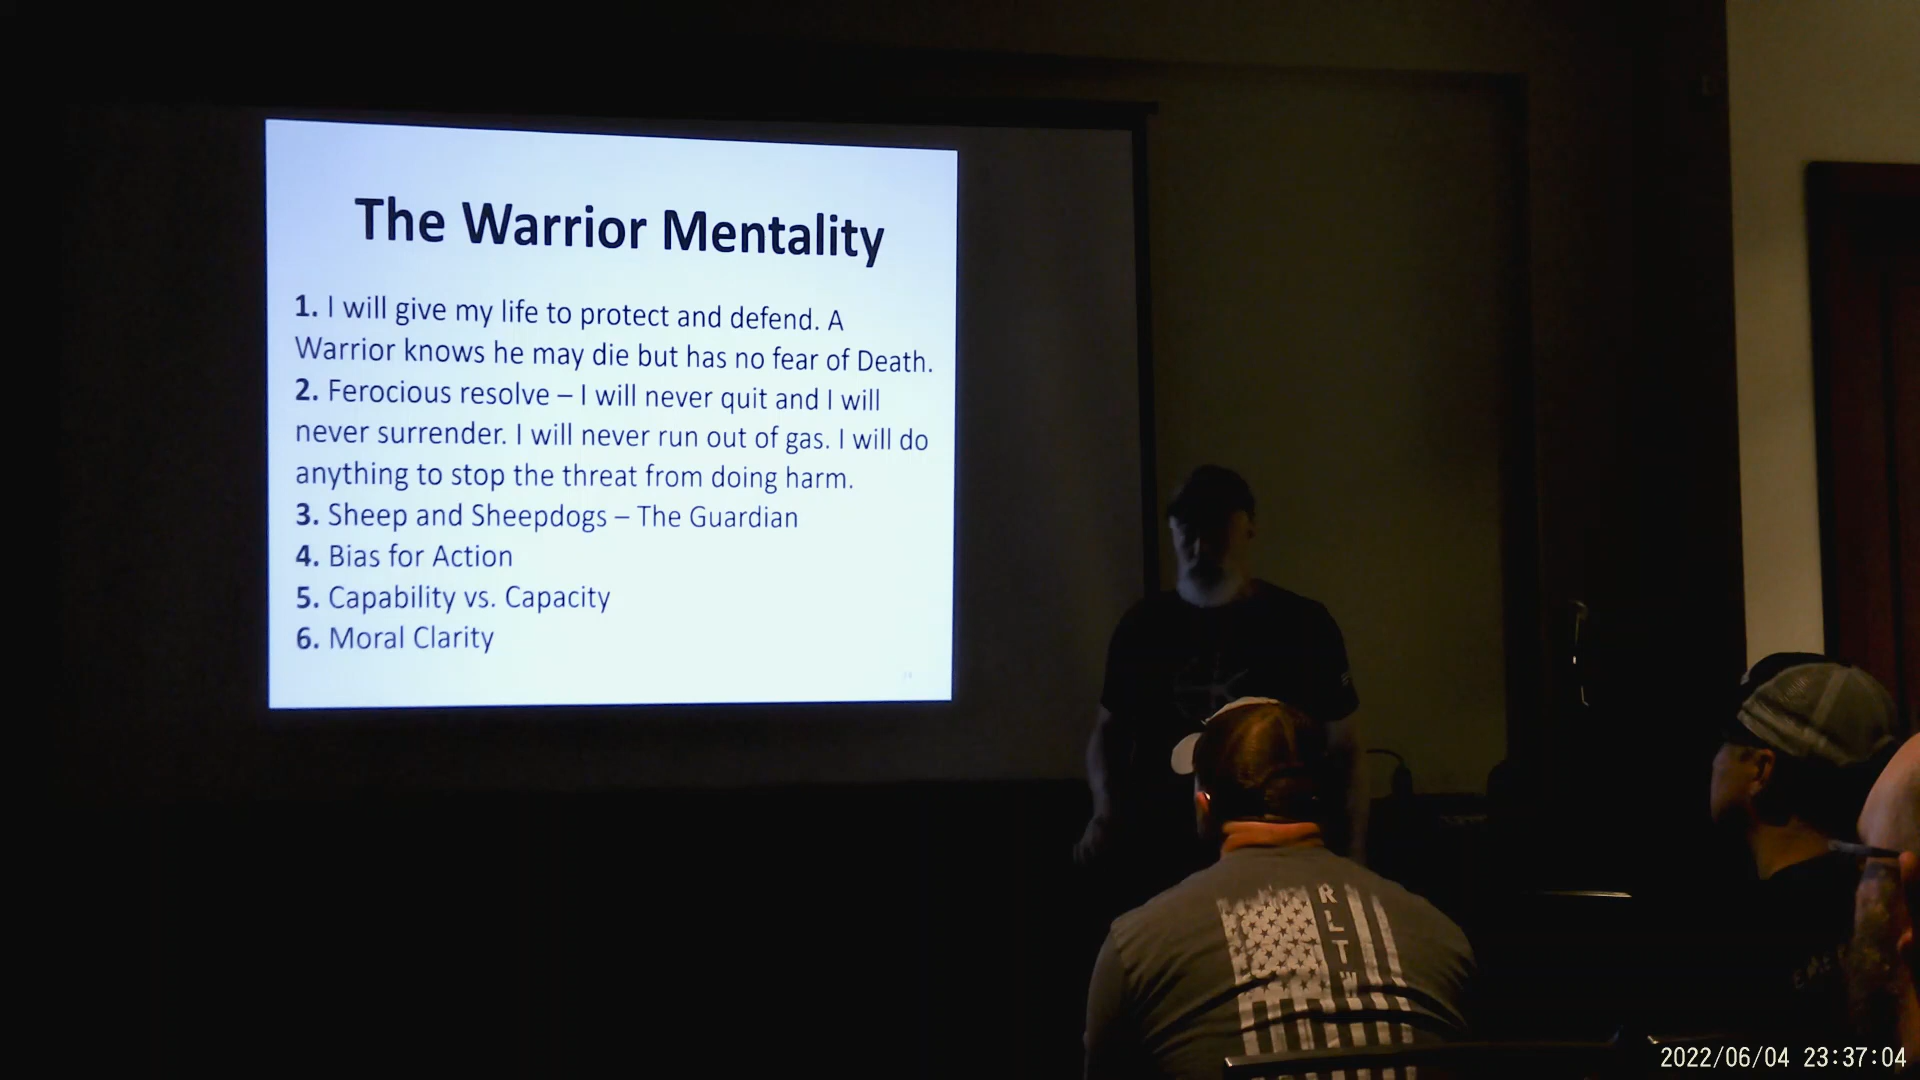 The Warrior Mentality
1. I will give my life to protect and defend. A
Warrior knows he may die but has no fear of Death.
2. Ferocious resolve – I will never quit and I will
never surrender. I will never run out of gas. I will do
anything to stop the threat from doing harm.
3. Sheep and Sheepdogs – The Guardian
4. Bias for Action
5. Capability vs. Capacity
6. Moral Clarity
R
L
T
W
2022/06/04 23:37:04